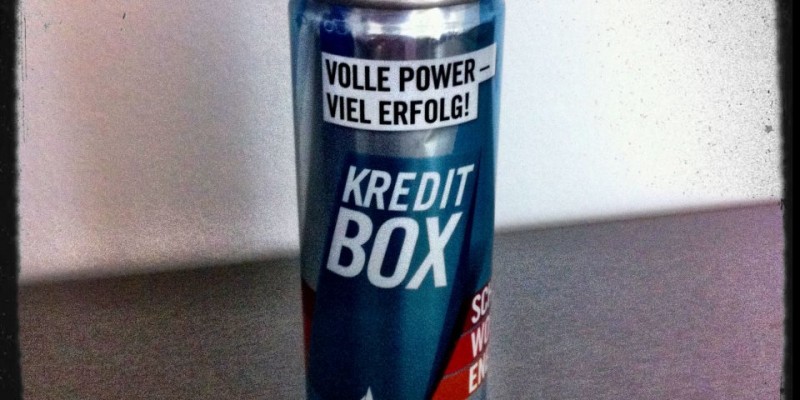 VOLLE POWER –
VIEL ERFOLG!
KREDIT
BOX